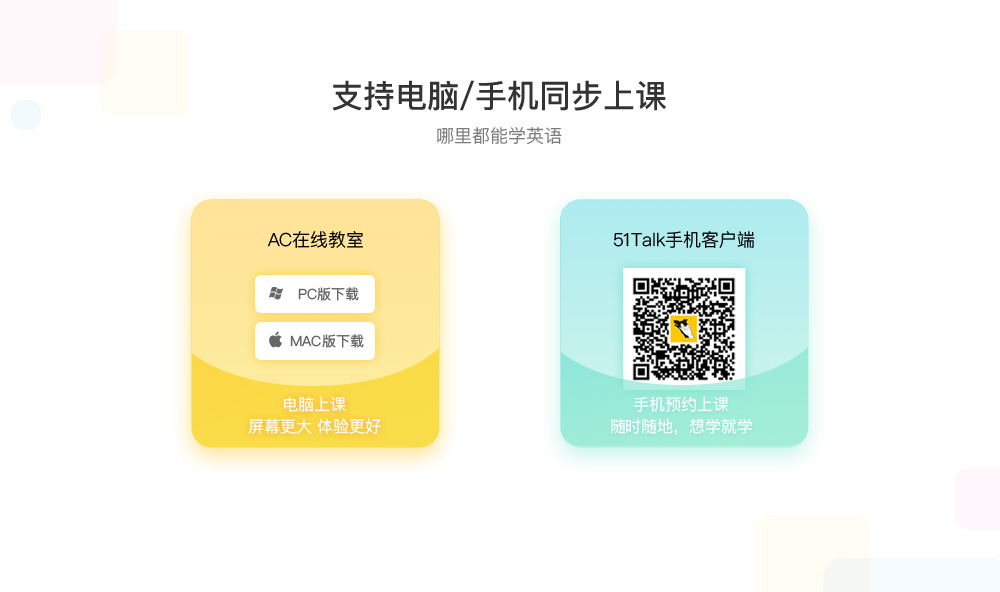 支持电脑/手机同步上课
哪里都能学英语
AC在线教室
PC版下载
MAC版下载
电脑上课
屏幕更大 体验更好
51Talk手机客户端
手机预约上课
随时随地，想学就学